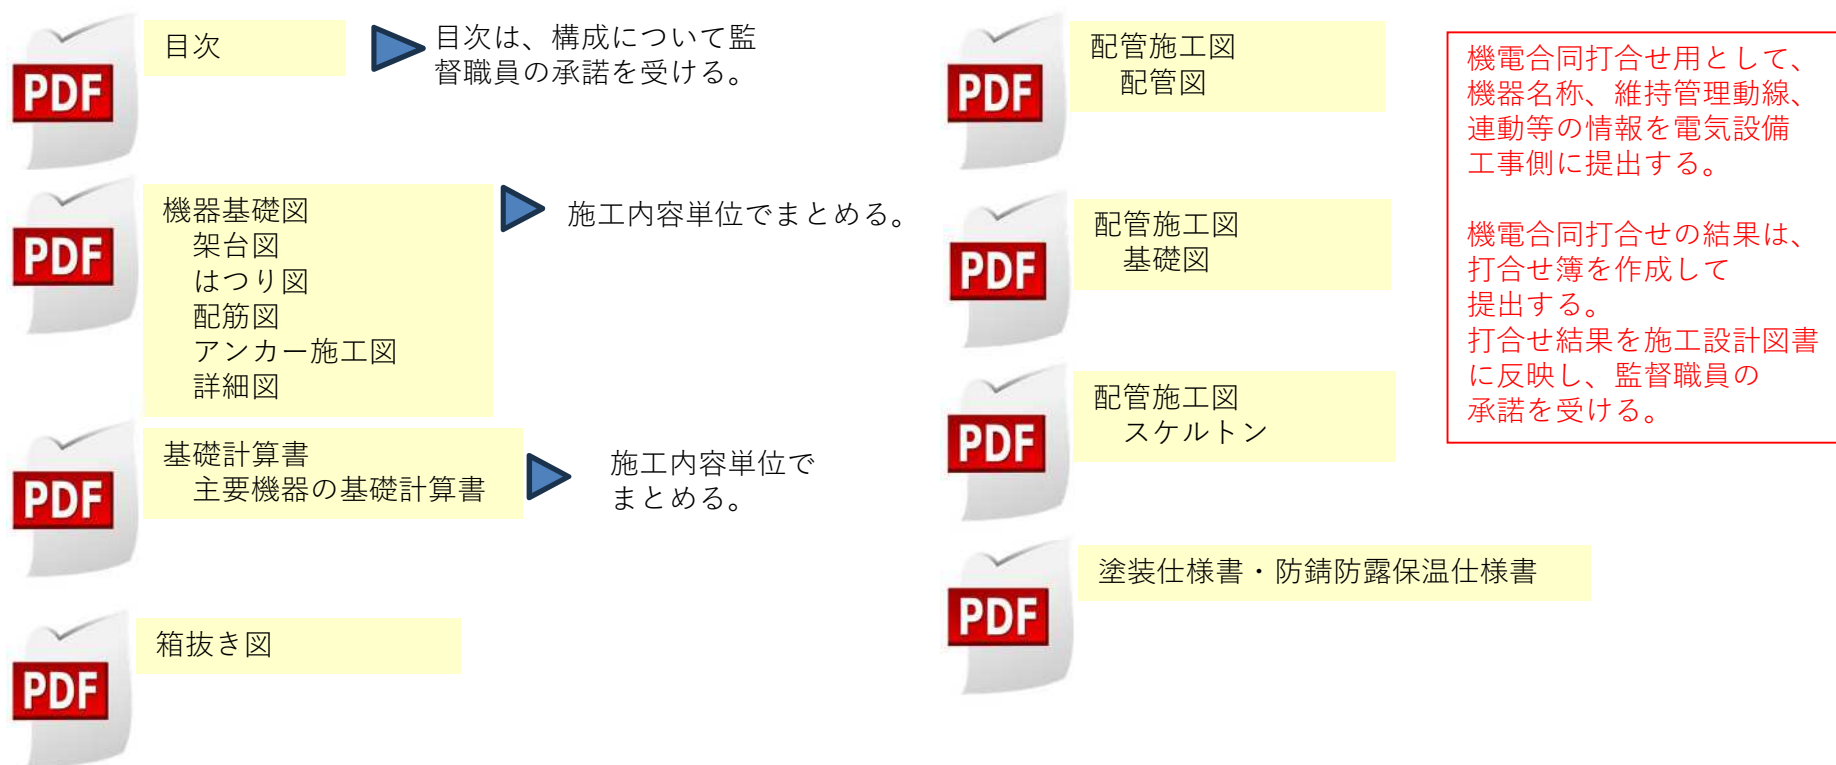 PDF
目次
目次は、構成について監
督職員の承諾を受ける。
PDF
機器基礎図
架台図
はつり図
配筋図
アンカー施工図
詳細図
施工内容単位でまとめる。
PDF
基礎計算書
主要機器の基礎計算書
施工内容単位で
まとめる。
PDF
箱抜き図
PDF
配管施工図
配管図
PDF
配管施工図
基礎図
PDF
配管施工図
スケルトン
PDF
塗装仕様書・防錆防露保温仕様書
機電合同打合せ用として、
機器名称、維持管理動線、
連動等の情報を電気設備
工事側に提出する。
機電合同打合せの結果は、
打合せ簿を作成して
提出する。
打合せ結果を施工設計図書
に反映し、監督職員の
承諾を受ける。